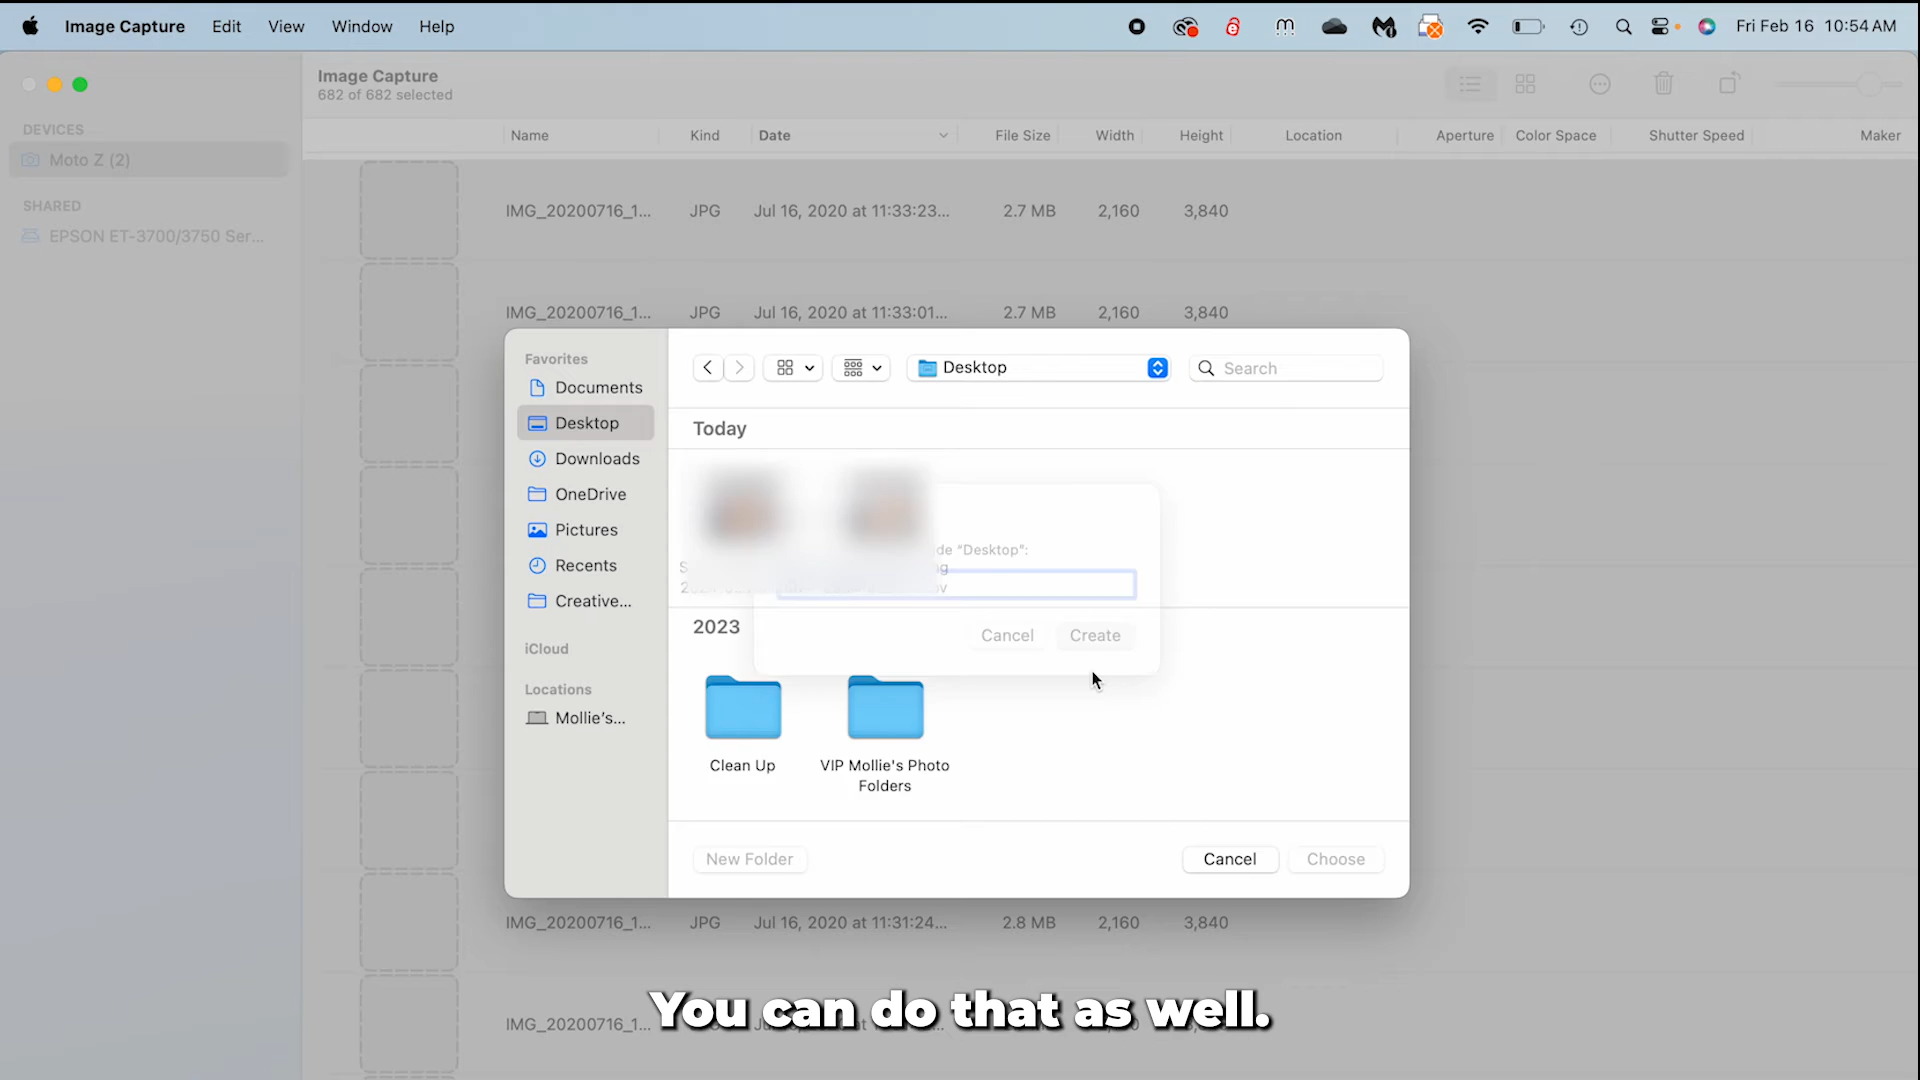 Image Capture Edit View Window Help Fri Feb 16 10:54 AM
Image Capture
682 of 682 selected
DEVICES
Moto Z (2)
SHARED
EPSON ET-3700/3750 Ser...
Name Kind Date File Size Width Height Location Aperture Color Space Shutter Speed Maker
IMG_20200716_1... JPG Jul 16, 2020 at 11:33:23... 2.7 MB 2,160 3,840
IMG_20200716_1... JPG Jul 16, 2020 at 11:33:01... 2.7 MB 2,160 3,840
Favorites
Documents
Desktop
Downloads
OneDrive
Pictures
Recents
Creative...
iCloud
Locations
Mollie's...
Desktop
Search
Today
de “Desktop”:
Cancel Create
2023
Clean Up
VIP Mollie's Photo
Folders
New Folder Cancel Choose
IMG_20200716_1... JPG Jul 16, 2020 at 11:31:24... 2.8 MB 2,160 3,840
IMG_20200716_1...
You can do that as well.